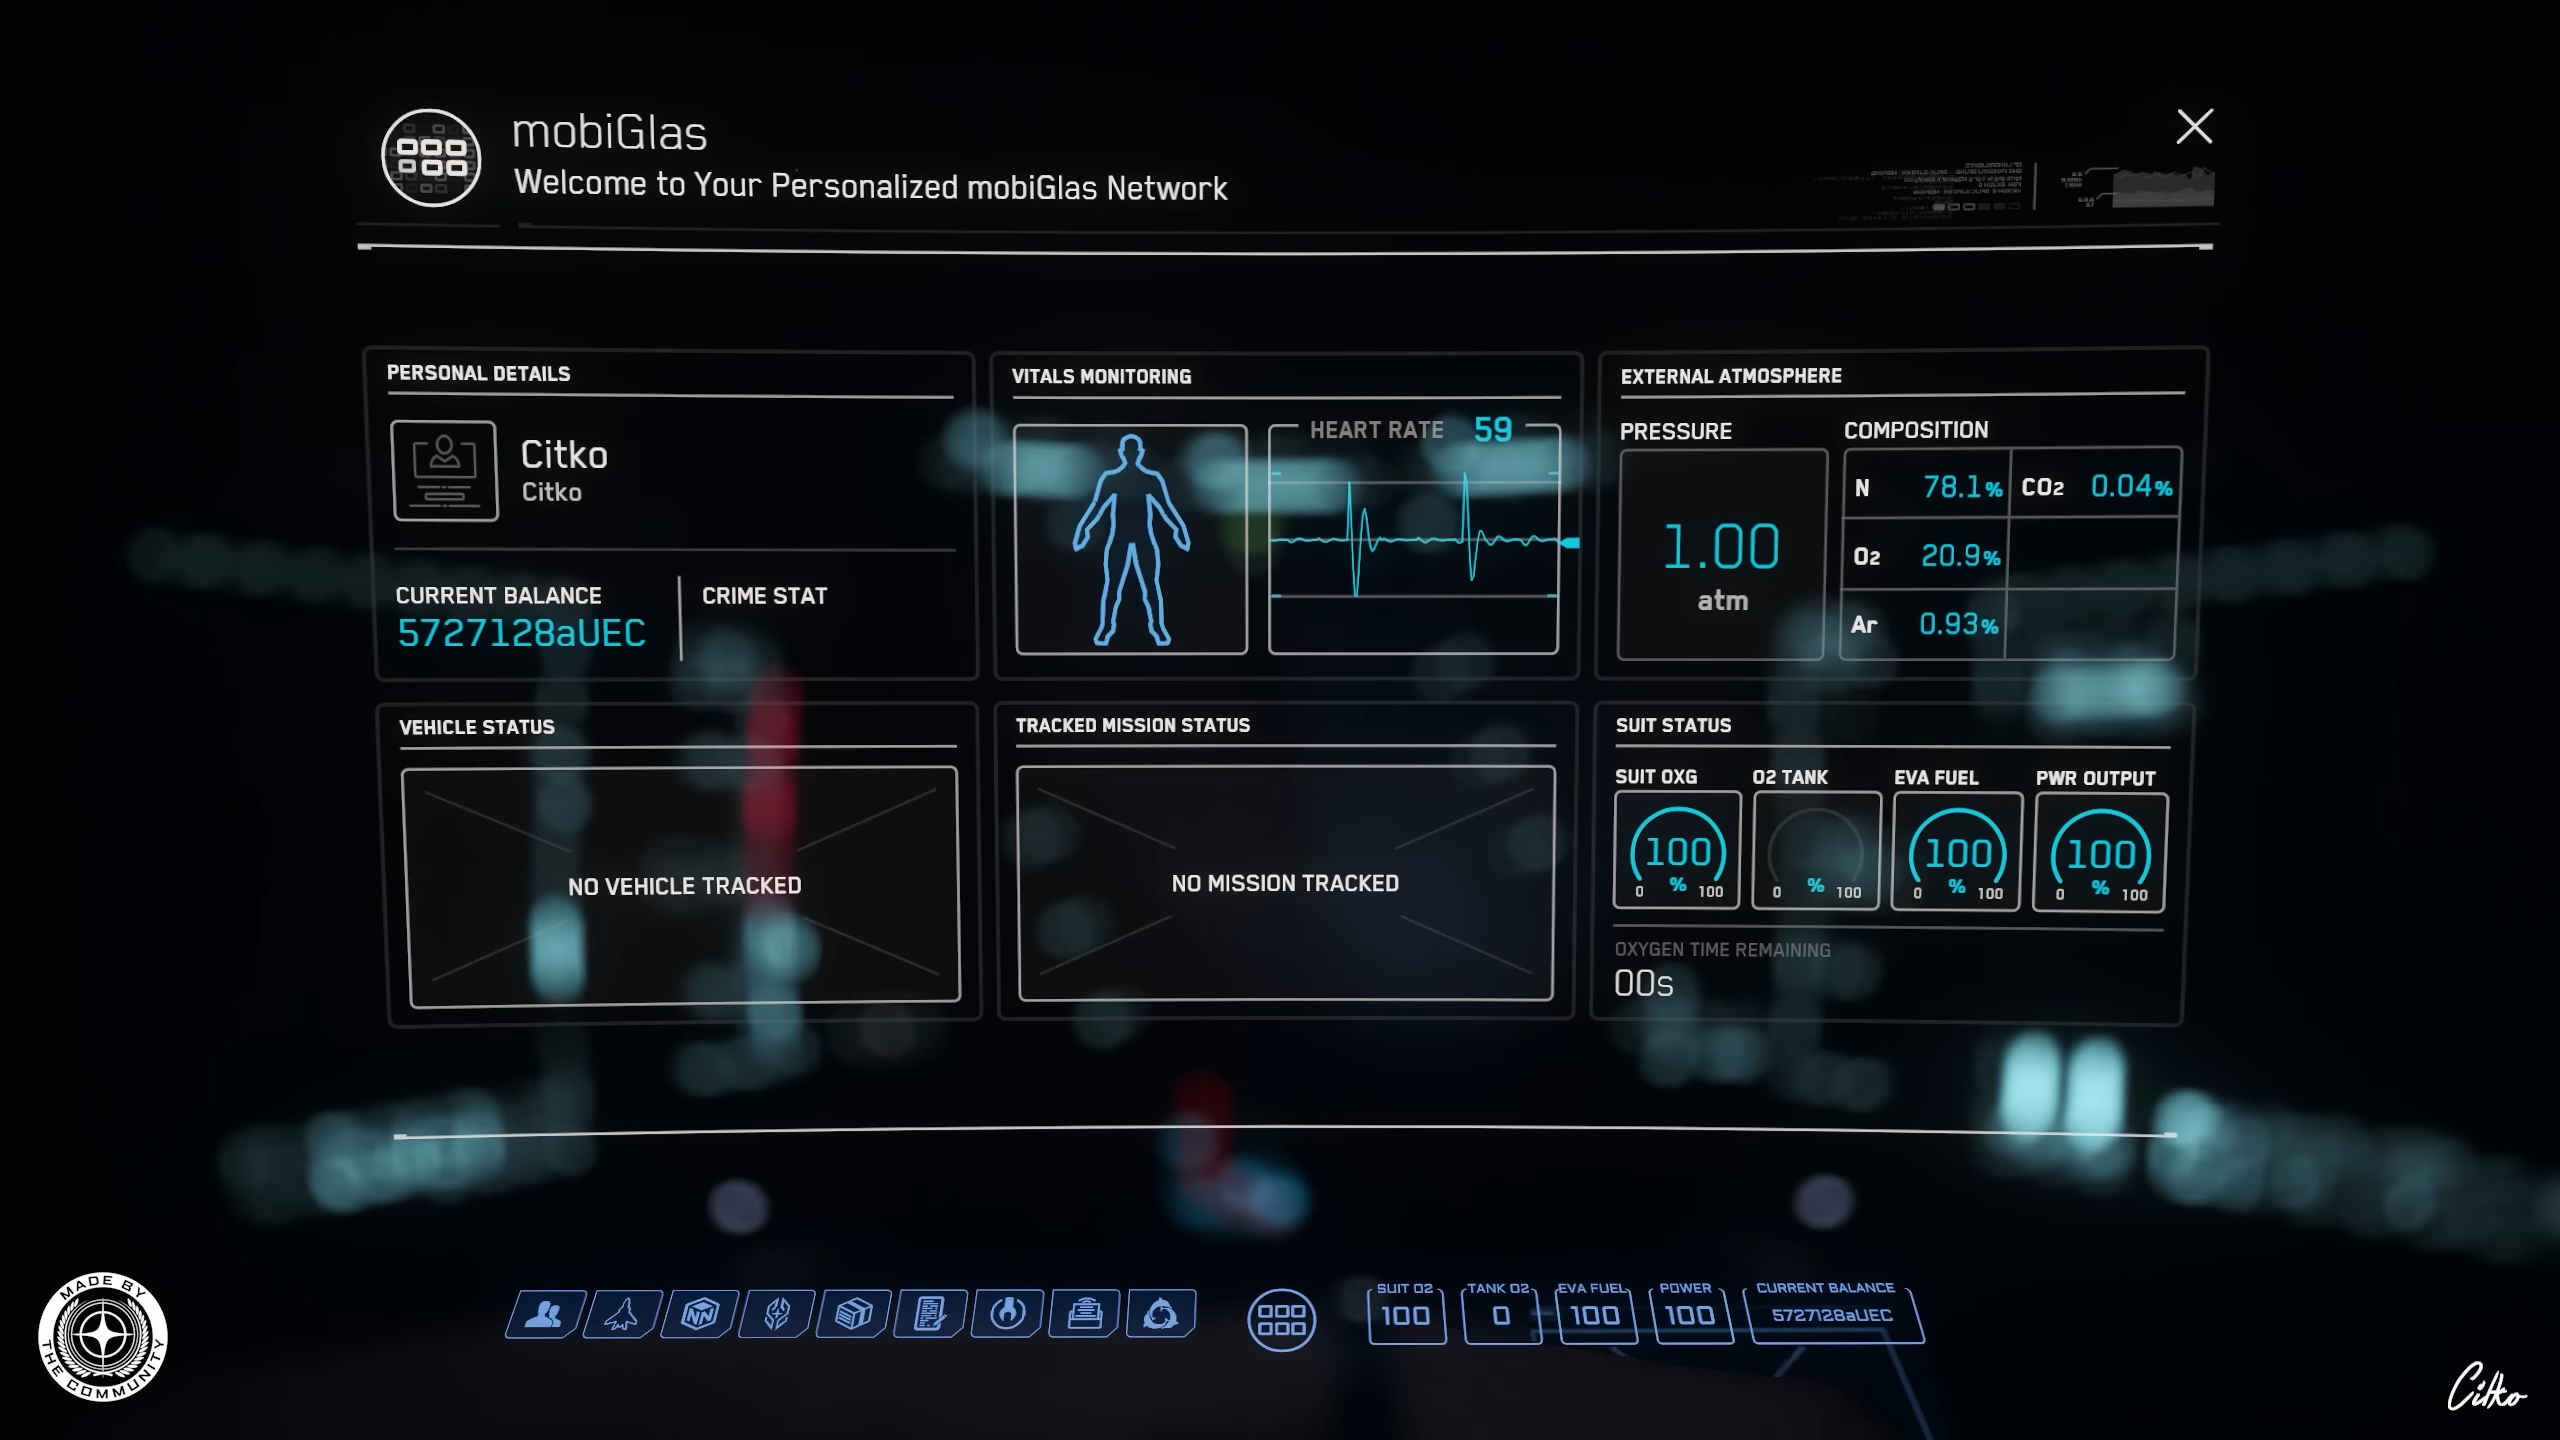 mobiGlas
Welcome to Your Personalized mobiGlas Network
PERSONAL DETAILS
Citko
Citko
CURRENT BALANCE
5727128aUEC
CRIME STAT
VITALS MONITORING
HEART RATE 59
EXTERNAL ATMOSPHERE
PRESSURE
1.00
atm
COMPOSITION
N 78.1% CO2 0.04%
O2 20.9%
Ar 0.93%
VEHICLE STATUS
NO VEHICLE TRACKED
TRACKED MISSION STATUS
NO MISSION TRACKED
SUIT STATUS
SUIT OXG O2 TANK EVA FUEL PWR OUTPUT
100 100 100
0 % 100 0 % 100 0 % 100 0 % 100
OXYGEN TIME REMAINING
00s
SUIT O2 TANK O2 EVA FUEL POWER CURRENT BALANCE
100 0 100 100 5727128aUEC
NN
MADE BY
THE COMMUNITY
Citko